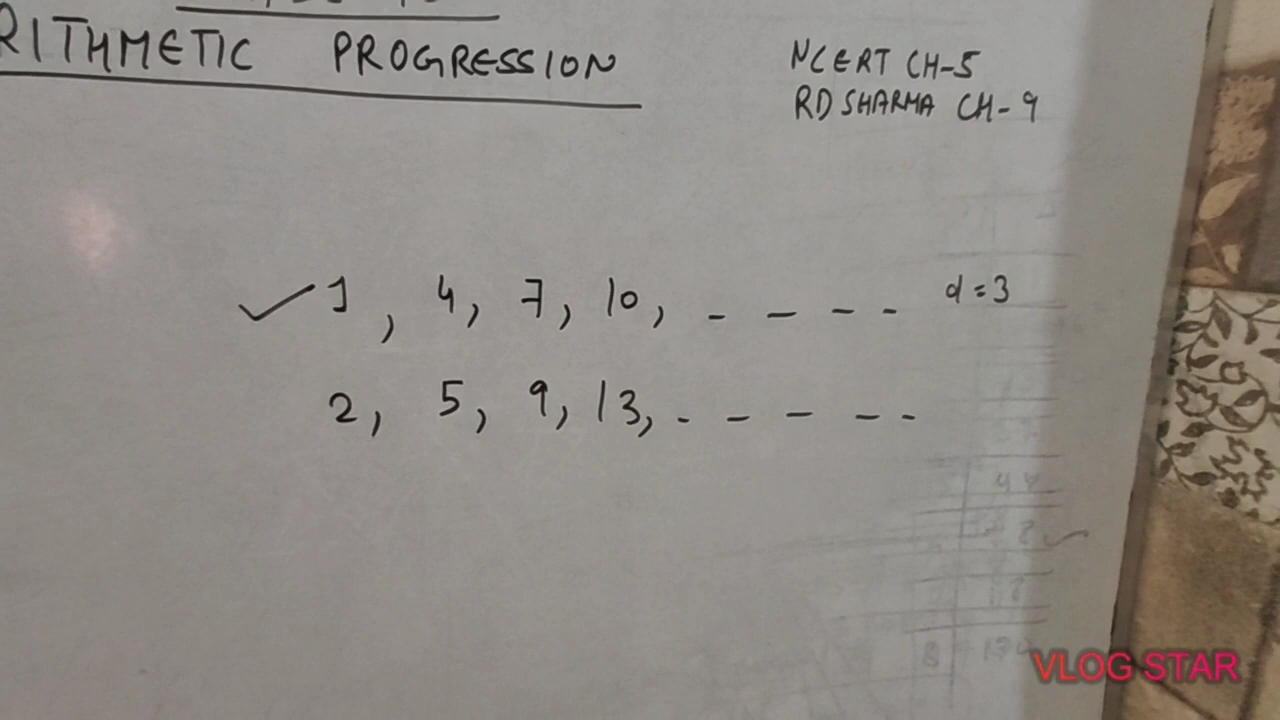 RITHMETIC PROGRESSION
NCERT CH-5
RD SHARMA CH-9
✓ 1, 4, 7, 10, - - - - d = 3
2, 5, 9, 13, - - - - -
VLOG STAR